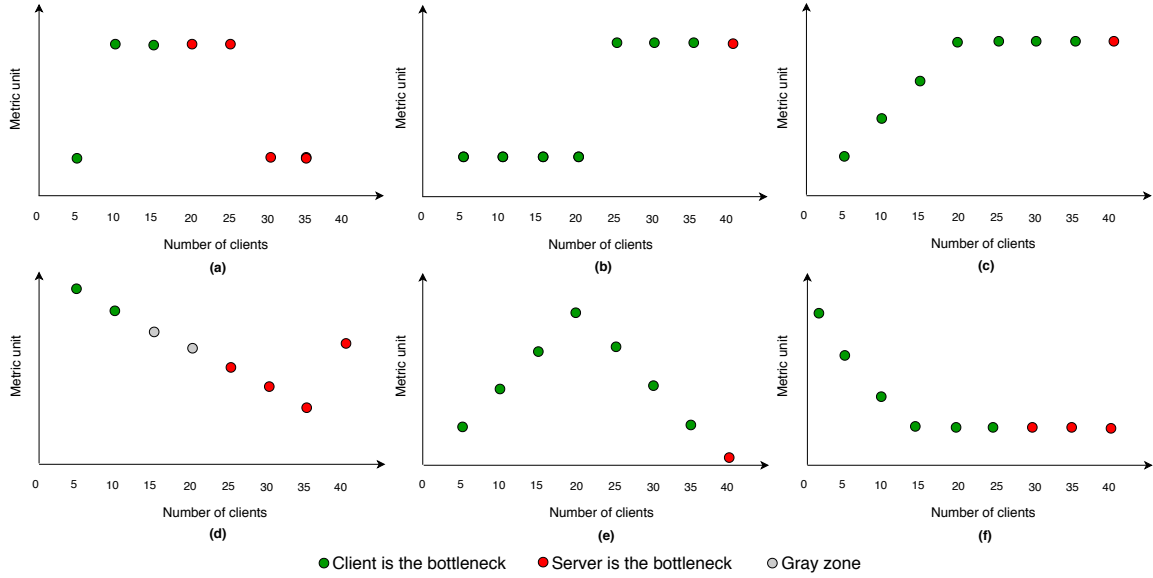 Metric unit
0 5 10 15 20 25 30 35 40
Number of clients
(a)
Metric unit
0 5 10 15 20 25 30 35 40
Number of clients
(b)
Metric unit
0 5 10 15 20 25 30 35 40
Number of clients
(c)
Metric unit
0 5 10 15 20 25 30 35 40
Number of clients
(d)
Metric unit
0 5 10 15 20 25 30 35 40
Number of clients
(e)
Metric unit
0 5 10 15 20 25 30 35 40
Number of clients
(f)
Client is the bottleneck Server is the bottleneck Gray zone